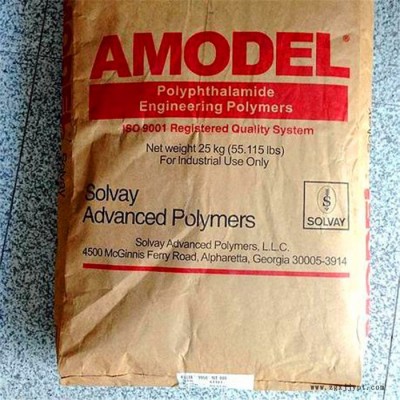 AMODEL®
Polyphthalamide
Engineering Polymers
ISO 9001 Registered Quality System
Net weight 25 kg (55.115 lbs)
For Industrial Use Only
Solvay
Advanced Polymers
S
SOLVAY
Solvay Advanced Polymers, L.L.C.
4500 McGinnis Ferry Road, Alpharetta, Georgia 30005-3914
AMODEL